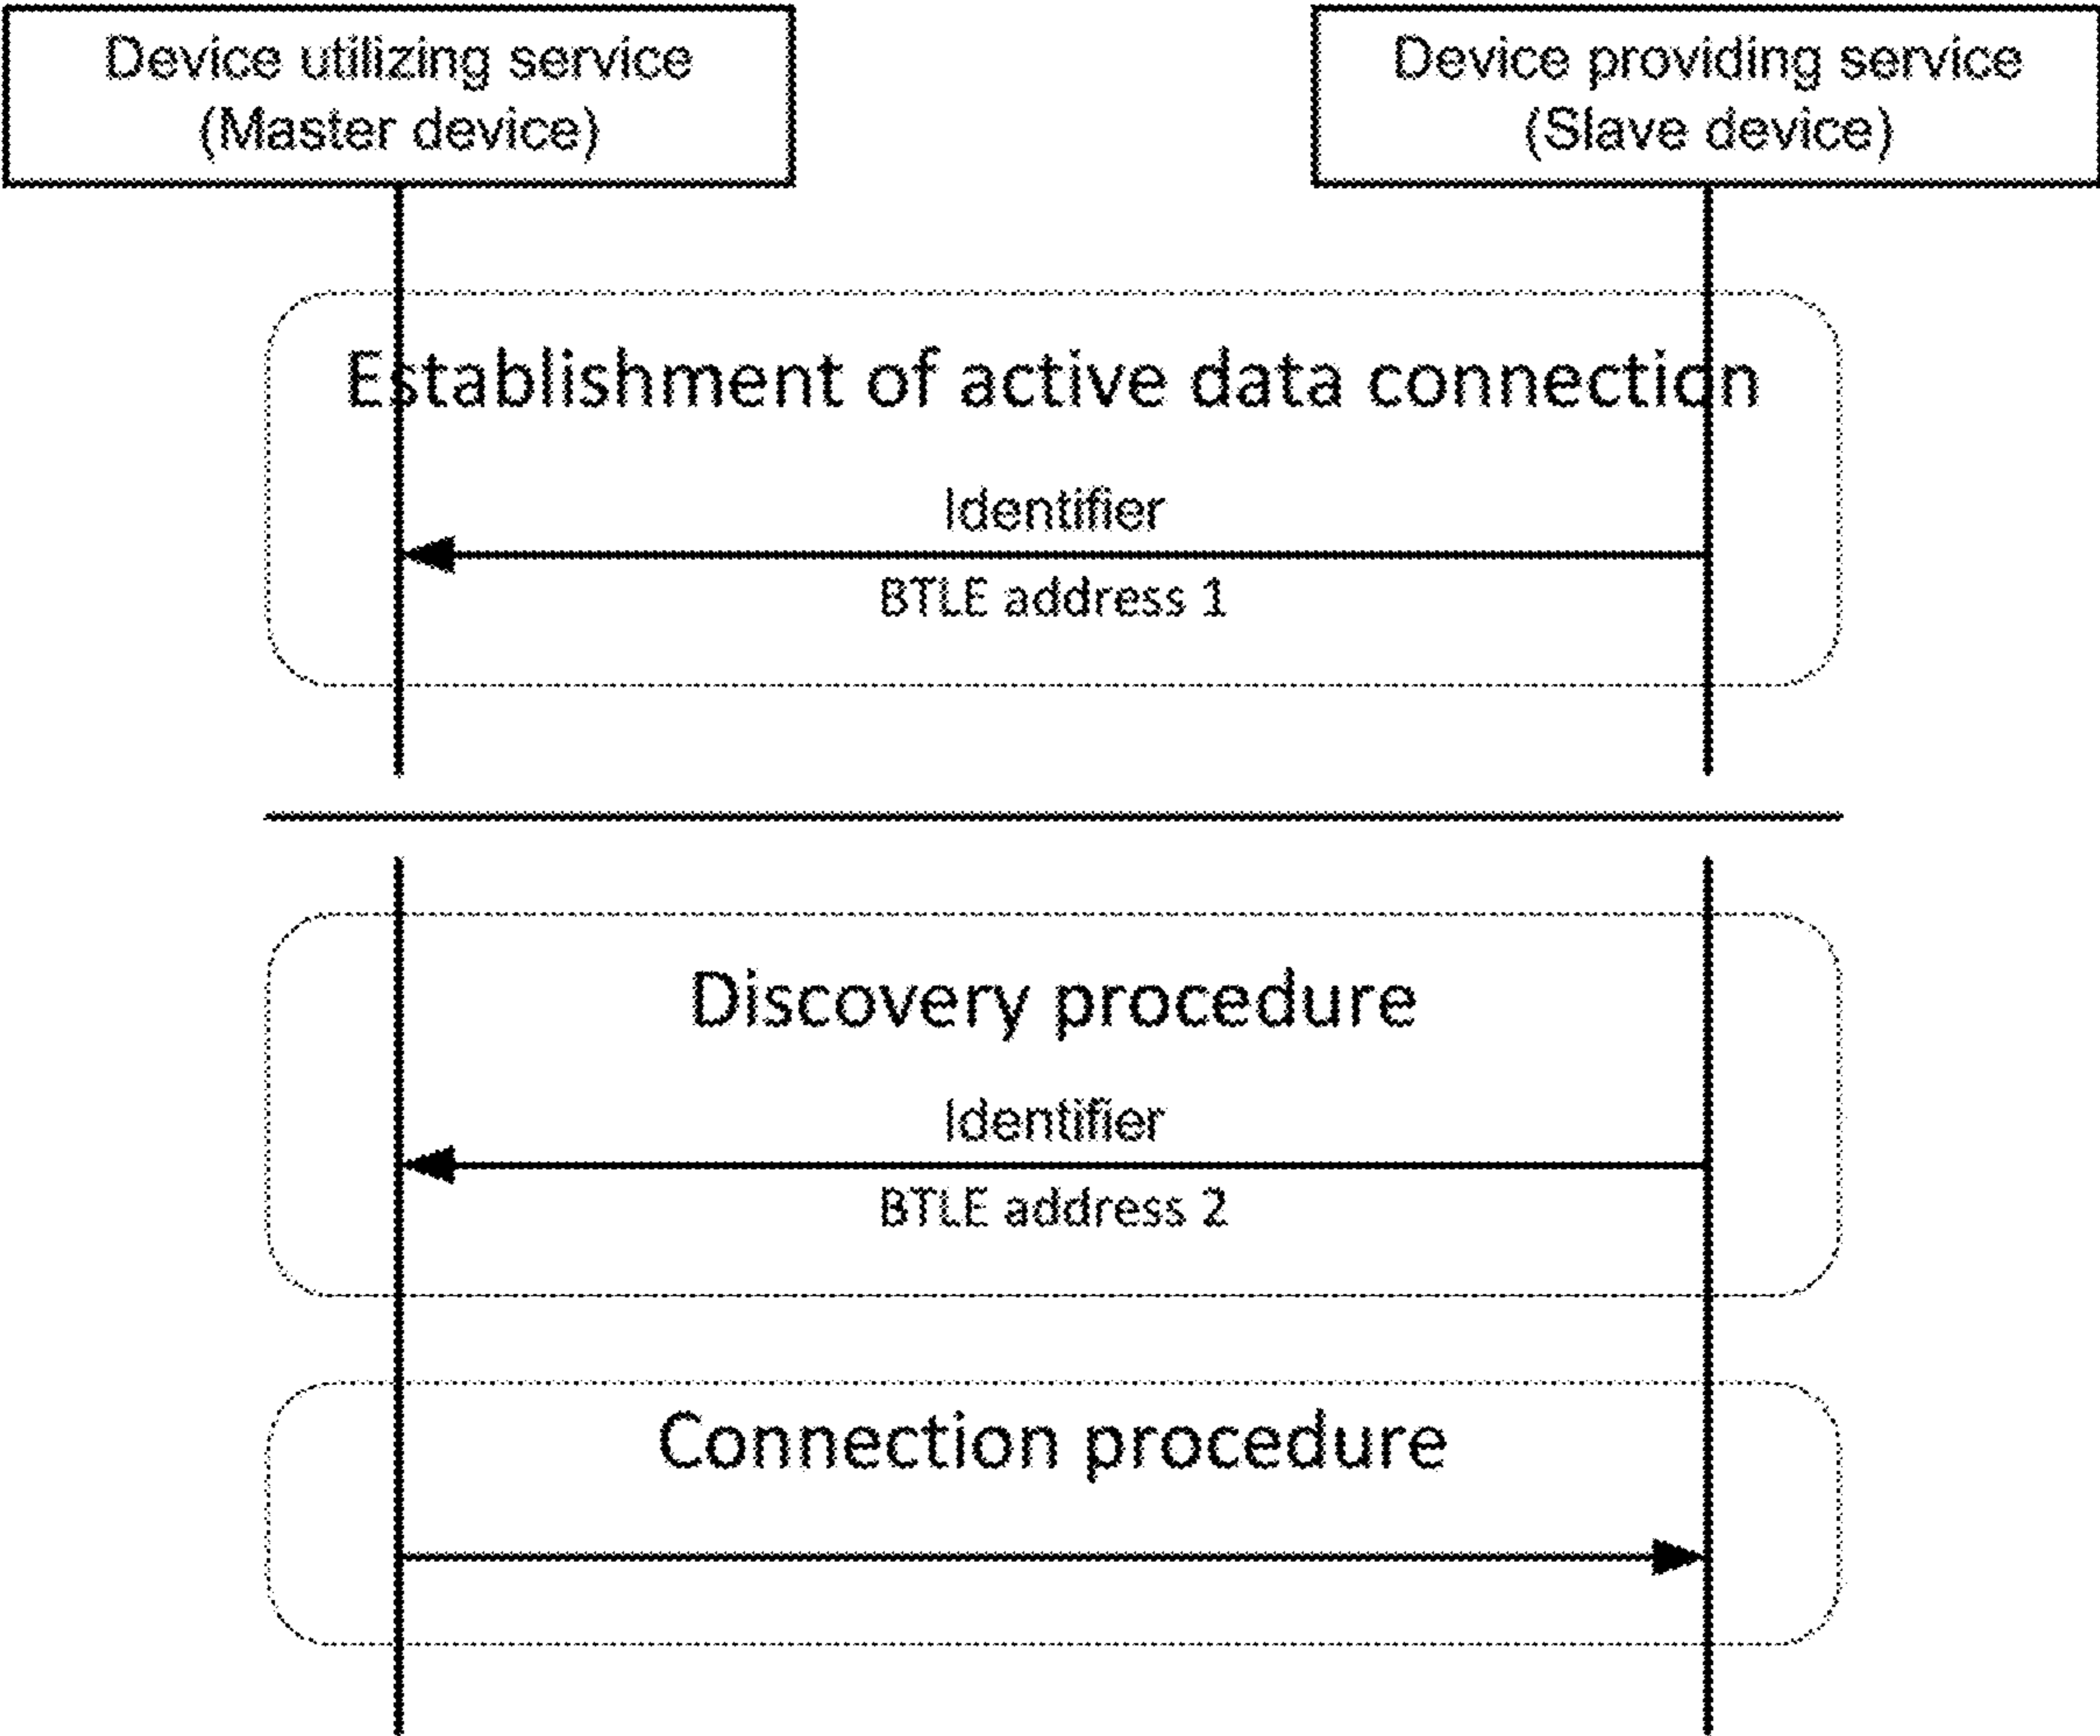 Device utilizing service
(Master device)
Device providing service
(Slave device)
Establishment of active data connection
Identifier
BTLE address 1
Discovery procedure
Identifier
BTLE address 2
Connection procedure